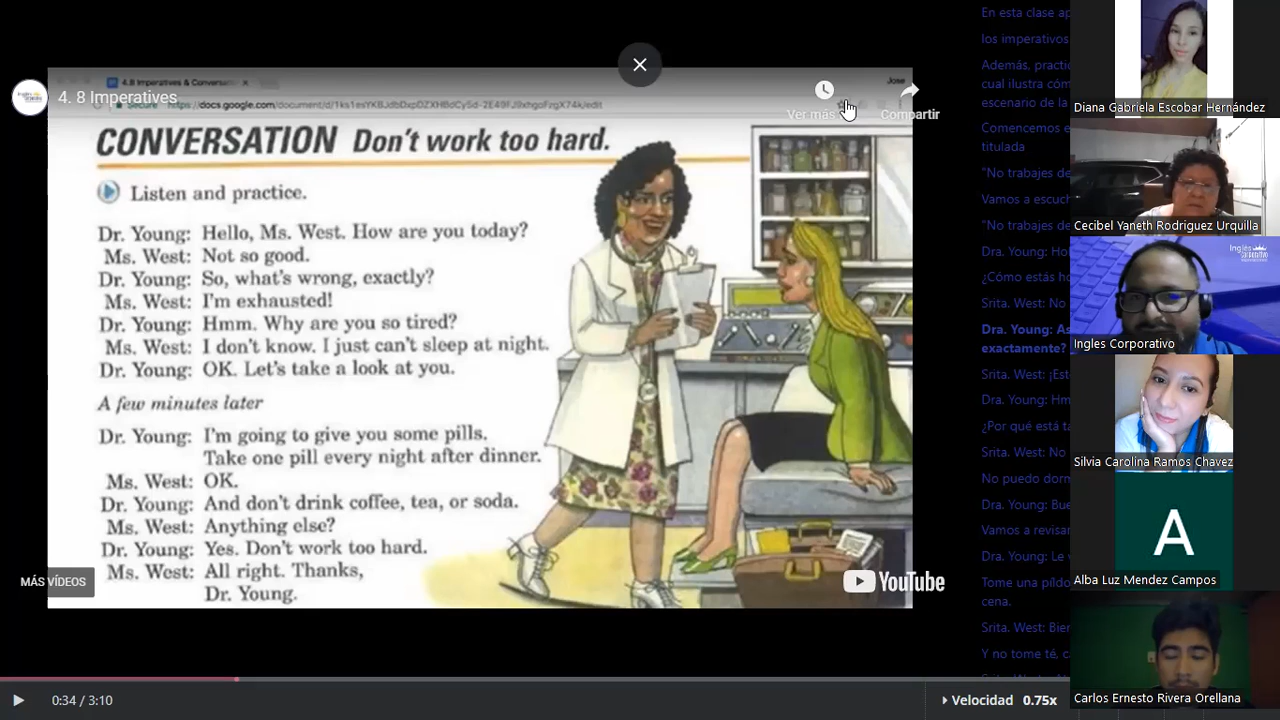 4.8 Imperatives & Conversa
Jose
Secure
4. 8 Imperatives
Ver más
Compartir
CONVERSATION Don't work too hard.
Listen and practice.
Dr. Young: Hello, Ms. West. How are you today?
Ms. West: Not so good.
Dr. Young: So, what's wrong, exactly?
Ms. West: I'm exhausted!
Dr. Young: Hmm. Why are you so tired?
Ms. West: I don't know. I just can't sleep at night.
Dr. Young: OK. Let's take a look at you.
A few minutes later
Dr. Young: I'm going to give you some pills.
Take one pill every night after dinner.
Ms. West: OK.
Dr. Young: And don't drink coffee, tea, or soda.
Ms. West: Anything else?
Dr. Young: Yes. Don't work too hard.
Ms. West: All right. Thanks,
Dr. Young.
MÁS VÍDEOS
YouTube
0:34 / 3:10
Velocidad 0.75x
En esta clase ap
los imperativos
Además, practic
cual ilustra cóm
escenario de la
Comencemos e
titulada
"No trabajes de
Vamos a escuch
"No trabajes de
Dra. Young: Ho
¿Cómo estás ho
Srita. West: No
Dra. Young: As
exactamente?
Srita. West: ¡Est
Dra. Young: Hm
¿Por qué está ta
Srita. West: No
No puedo dorm
Dra. Young: Bue
Vamos a revisar
Dra. Young: Le v
Tome una píldo
cena.
Srita. West: Bien
Y no tome té, c
Diana Gabriela Escobar Hernández
Cecibel Yaneth Rodriguez Urquilla
Inglés
CORPORATIVO
Ingles Corporativo
Silvia Carolina Ramos Chavez
A
Alba Luz Mendez Campos
Carlos Ernesto Rivera Orellana